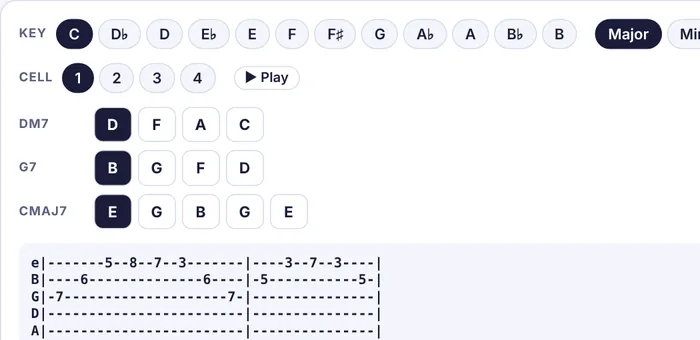 KEY C D♭ D E♭ E F F♯ G A♭ A B♭ B Major
CELL 1 2 3 4 ▶ Play
DM7 D F A C
G7 B G F D
CMAJ7 E G B G E
e|-------5--8--7--3-------|----3--7--3----|
B|----6--------------6----|-5-----------5-|
G|-7--------------------7-|---------------|
D|------------------------|---------------|
A|------------------------|---------------|